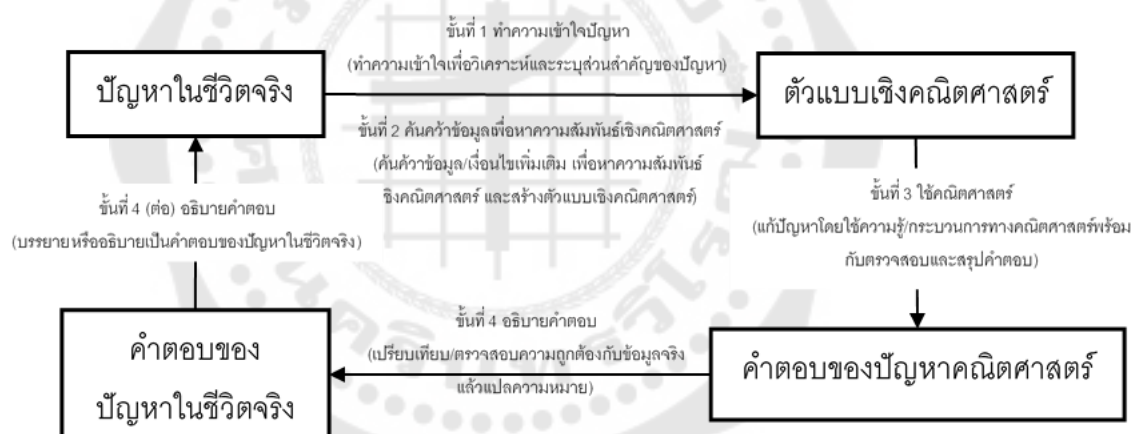 ขั้นที่ 1 ทำความเข้าใจปัญหา
(ทำความเข้าใจเพื่อวิเคราะห์และระบุส่วนสำคัญของปัญหา)
ปัญหาในชีวิตจริง
ตัวแบบเชิงคณิตศาสตร์
ขั้นที่ 2 ค้นคว้าข้อมูลเพื่อหาความสัมพันธ์เชิงคณิตศาสตร์
(ค้นคว้าข้อมูล/เงื่อนไขเพิ่มเติม เพื่อหาความสัมพันธ์
ชิงคณิตศาสตร์ และสร้างตัวแบบเชิงคณิตศาสตร์)
ขั้นที่ 3 ใช้คณิตศาสตร์
(แก้ปัญหาโดยใช้ความรู้/กระบวนการทางคณิตศาสตร์พร้อม
กับตรวจสอบและสรุปคำตอบ)
ขั้นที่ 4 (ต่อ) อธิบายคำตอบ
(บรรยายหรืออธิบายเป็นคำตอบของปัญหาในชีวิตจริง)
ขั้นที่ 4 อธิบายคำตอบ
(เปรียบเทียบ/ตรวจสอบความถูกต้องกับข้อมูลจริง
แล้วแปลความหมาย)
คำตอบของ
ปัญหาในชีวิตจริง
คำตอบของปัญหาคณิตศาสตร์